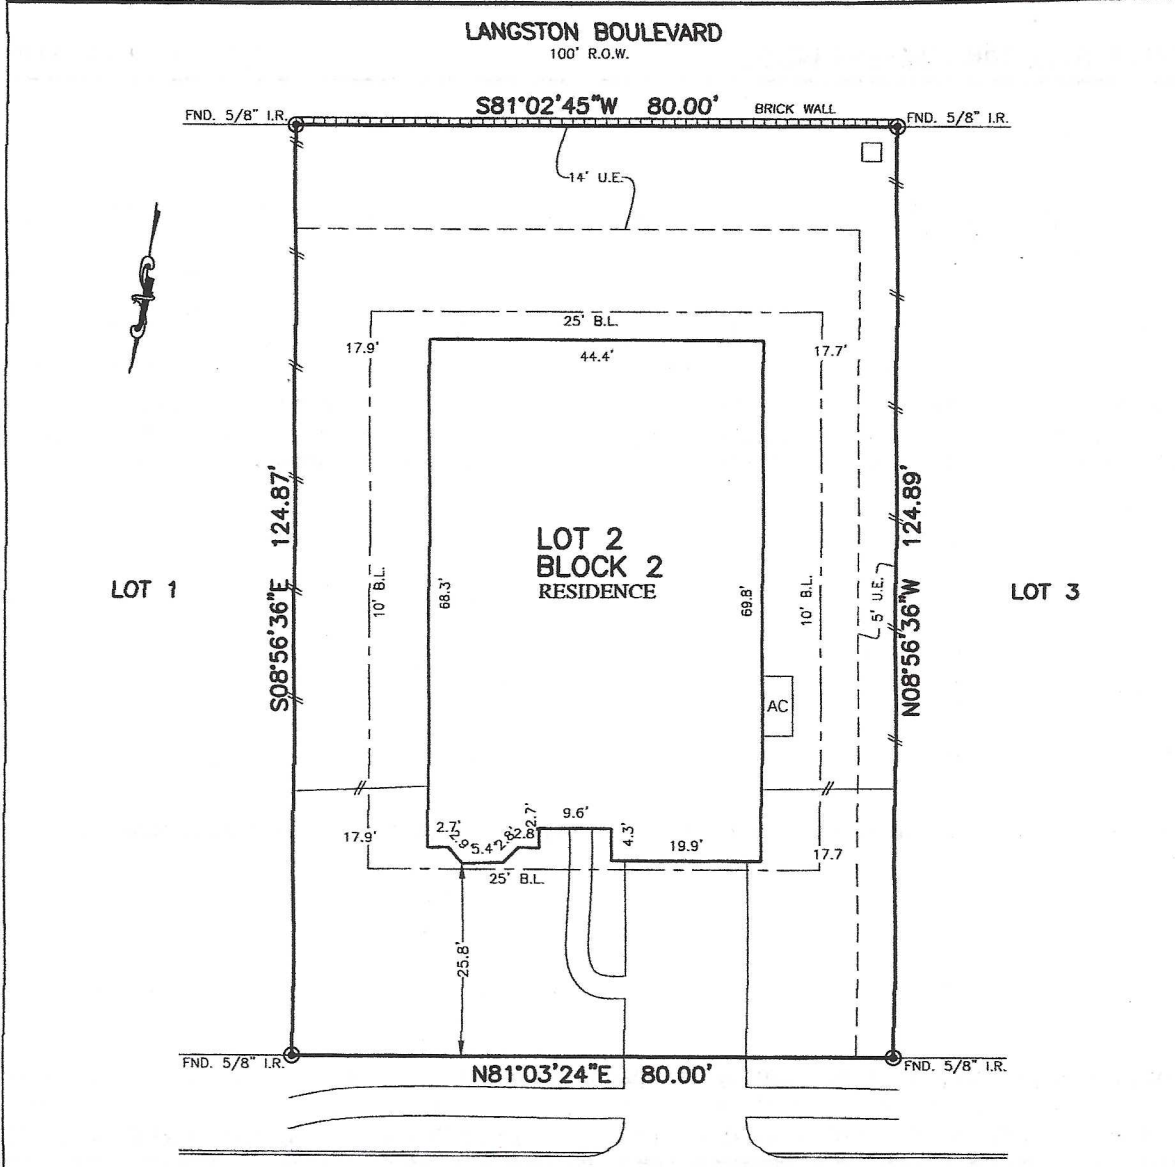 LANGSTON BOULEVARD
100' R.O.W.
S81°02'45"W 80.00'
BRICK WALL
FND. 5/8" I.R.
FND. 5/8" I.R.
14' U.E.
25' B.L.
17.9'
44.4'
17.7'
S08°56'36"E 124.87'
N08°56'36"W 124.89'
LOT 2
BLOCK 2
RESIDENCE
LOT 1
10' B.L.
68.3'
69.8'
10' B.L.
5' U.E.
LOT 3
AC
2.7'
2.9'
5.4'
2.8'
2.8'
2.7'
9.6'
4.3'
19.9'
17.9'
17.7
25' B.L.
25.8'
FND. 5/8" I.R.
N81°03'24"E 80.00'
FND. 5/8" I.R.